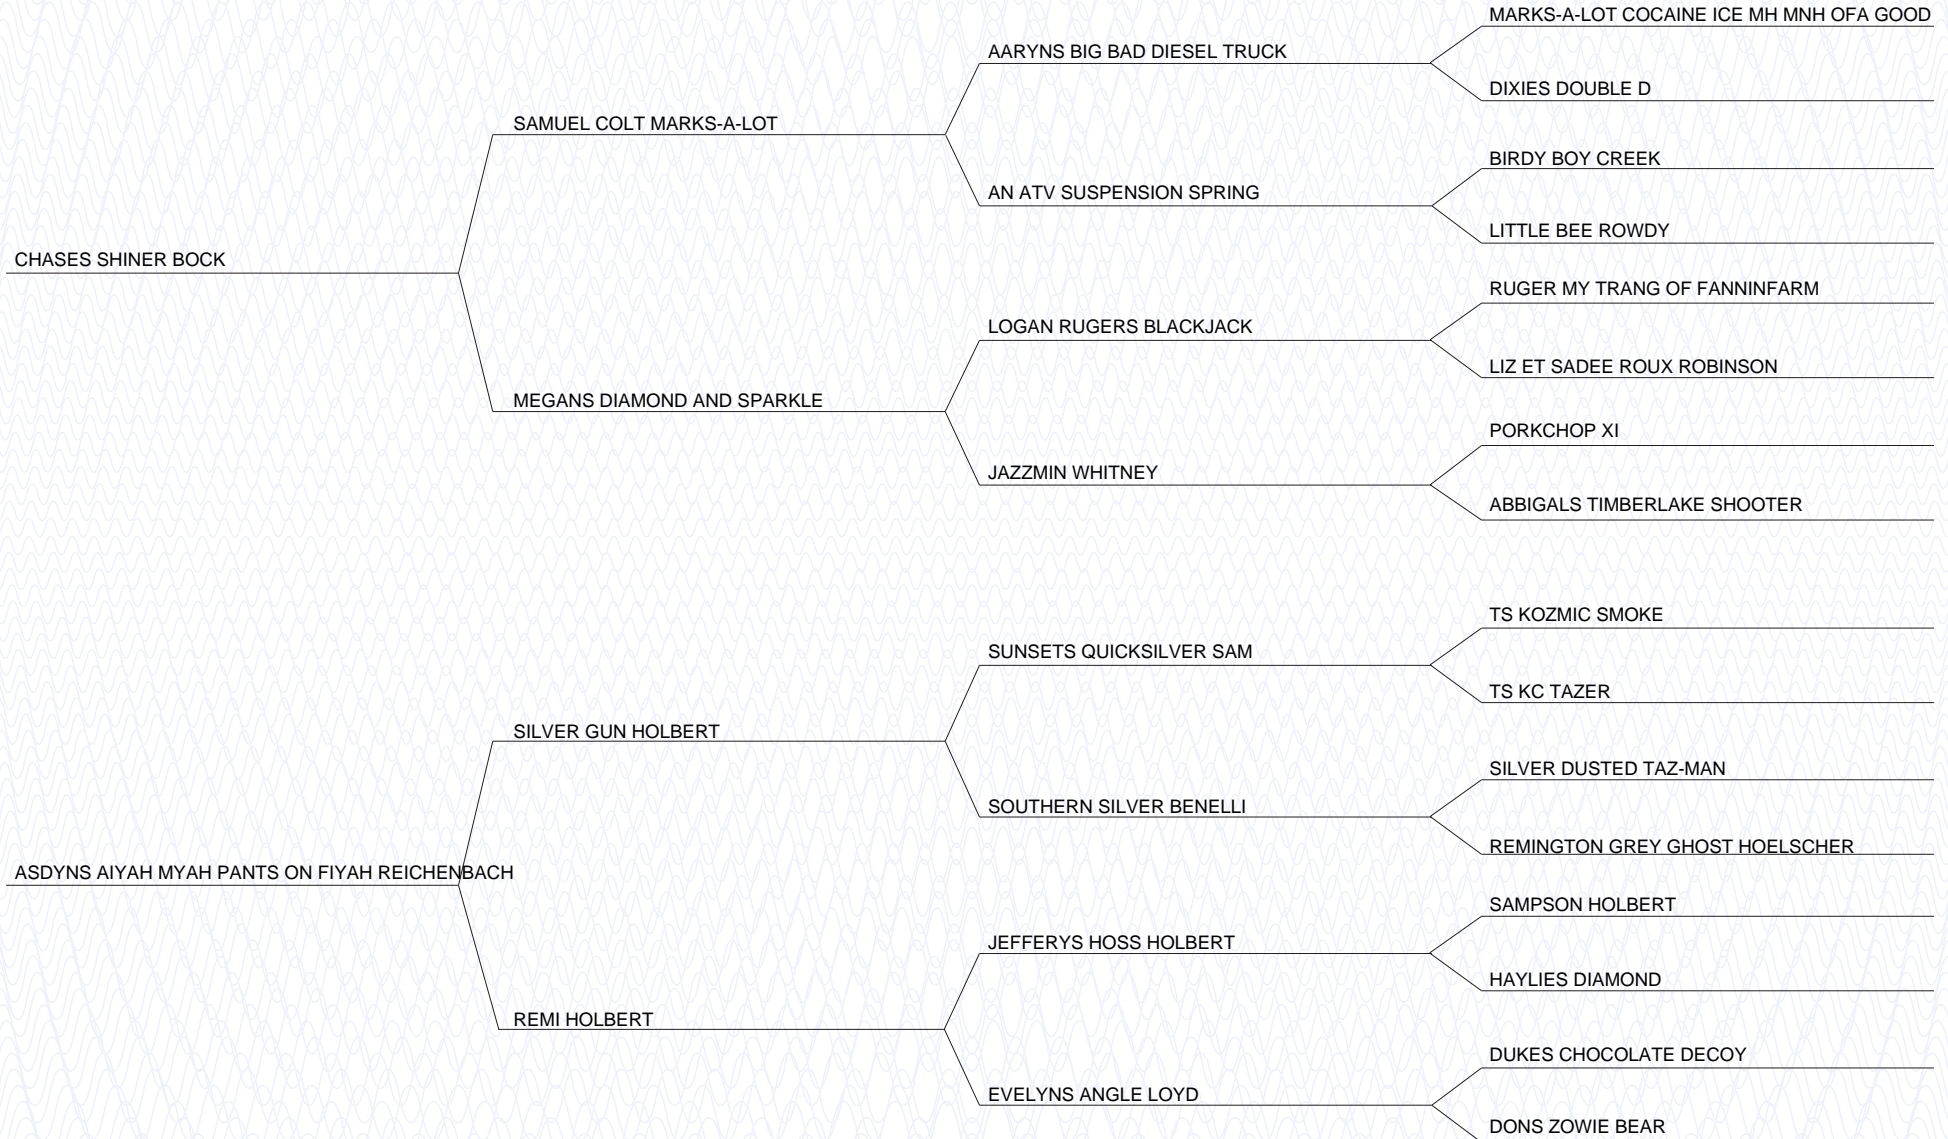 MARKS-A-LOT COCAINE ICE MH MNH OFA GOOD
AARYNS BIG BAD DIESEL TRUCK
DIXIES DOUBLE D
SAMUEL COLT MARKS-A-LOT
BIRDY BOY CREEK
AN ATV SUSPENSION SPRING
LITTLE BEE ROWDY
CHASES SHINER BOCK
RUGER MY TRANG OF FANNINFARM
LOGAN RUGERS BLACKJACK
LIZ ET SADEE ROUX ROBINSON
MEGANS DIAMOND AND SPARKLE
PORKCHOP XI
JAZZMIN WHITNEY
ABBIGALS TIMBERLAKE SHOOTER
TS KOZMIC SMOKE
SUNSETS QUICKSILVER SAM
TS KC TAZER
SILVER GUN HOLBERT
SILVER DUSTED TAZ-MAN
SOUTHERN SILVER BENELLI
REMINGTON GREY GHOST HOELSCHER
ASDYNS AIYAH MYAH PANTS ON FIYAH REICHENBACH
SAMPSON HOLBERT
JEFFERYS HOSS HOLBERT
HAYLIES DIAMOND
REMI HOLBERT
DUKES CHOCOLATE DECOY
EVELYNS ANGLE LOYD
DONS ZOWIE BEAR